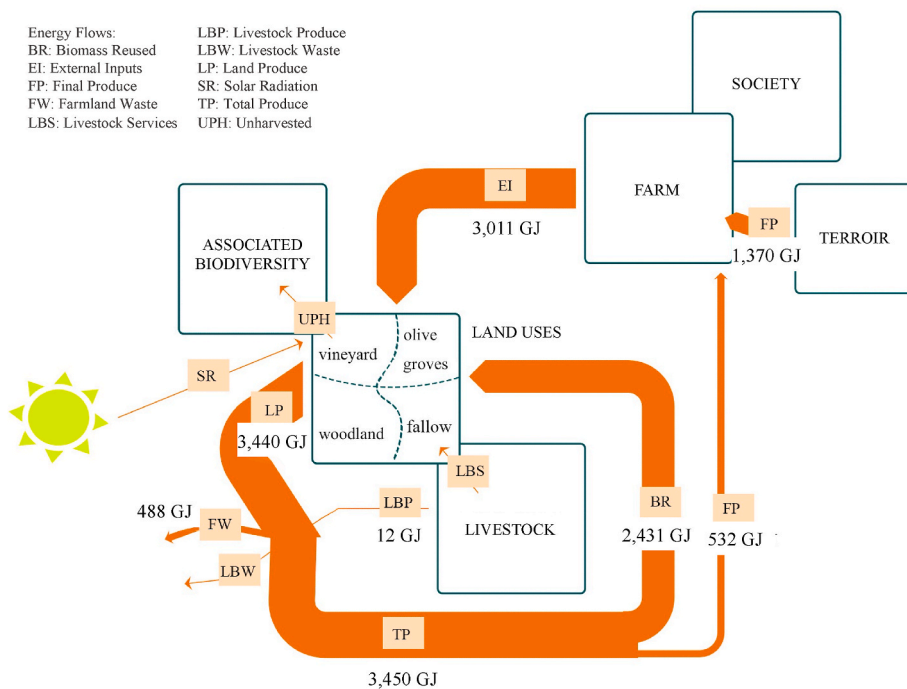 Energy Flows:
BR: Biomass Reused
EI: External Inputs
FP: Final Produce
FW: Farmland Waste
LBS: Livestock Services
LBP: Livestock Produce
LBW: Livestock Waste
LP: Land Produce
SR: Solar Radiation
TP: Total Produce
UPH: Unharvested
SOCIETY
FARM
EI
3,011 GJ
FP
1,370 GJ
TERROIR
ASSOCIATED
BIODIVERSITY
UPH
LAND USES
vineyard
olive
groves
woodland
fallow
SR
LP
3,440 GJ
LBS
LBP
12 GJ
LIVESTOCK
488 GJ
FW
LBW
BR
2,431 GJ
FP
532 GJ
TP
3,450 GJ